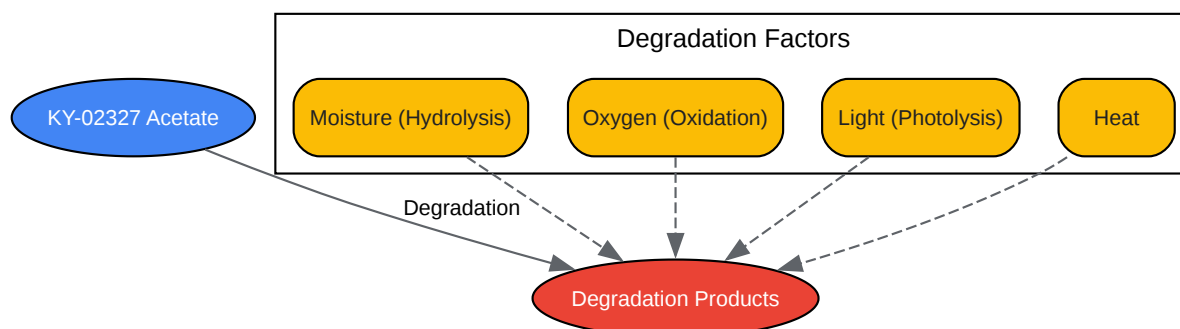 Degradation Factors
KY-02327 Acetate
Moisture (Hydrolysis)
Oxygen (Oxidation)
Light (Photolysis)
Heat
Degradation
Degradation Products